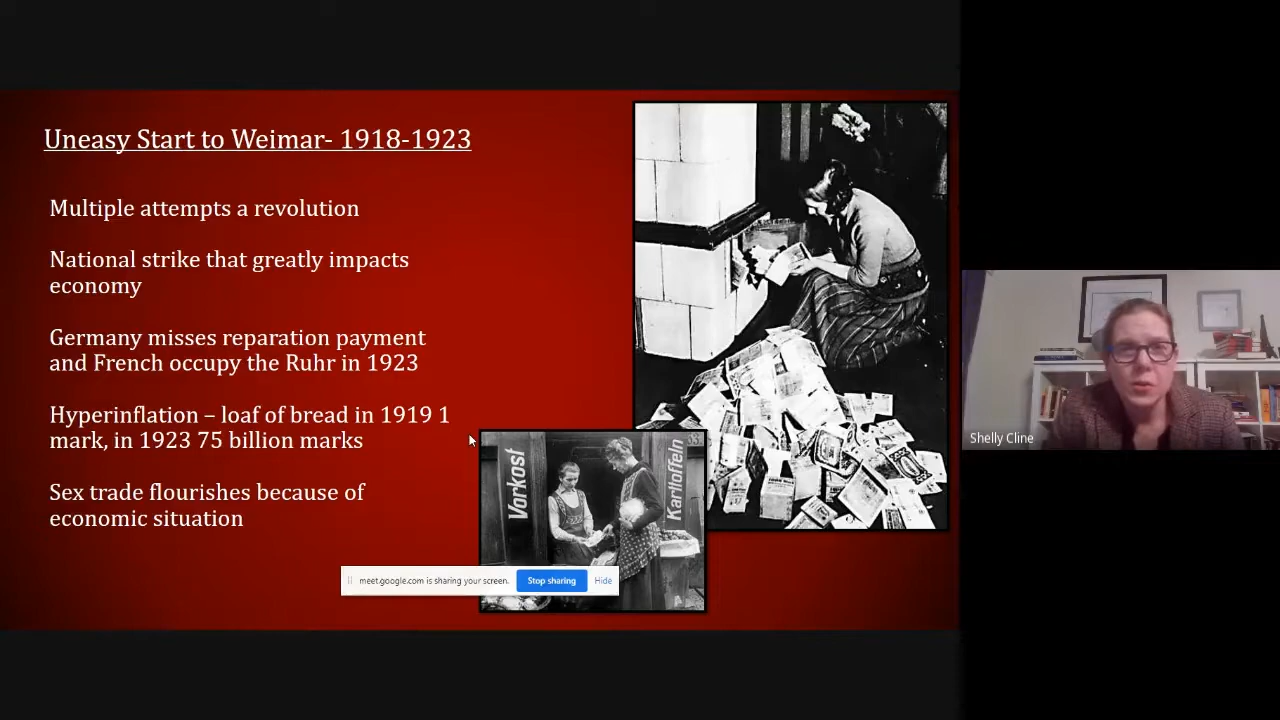 Uneasy Start to Weimar- 1918-1923
Multiple attempts a revolution
National strike that greatly impacts
economy
Germany misses reparation payment
and French occupy the Ruhr in 1923
Hyperinflation – loaf of bread in 1919 1
mark, in 1923 75 billion marks
Sex trade flourishes because of
economic situation
Vorkost
Kartloffeln
meet.google.com is sharing your screen.
Stop sharing
Hide
Shelly Cline